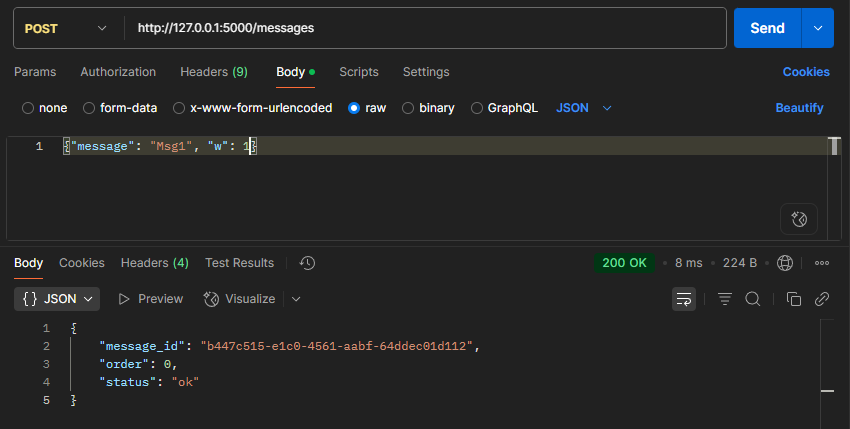 POST http://127.0.0.1:5000/messages Send
Params Authorization Headers (9) Body Scripts Settings Cookies
none form-data x-www-form-urlencoded raw binary GraphQL JSON Beautify
1 {"message": "Msg1", "w": 1}
Body Cookies Headers (4) Test Results 200 OK • 8 ms • 224 B
{} JSON Preview Visualize
1 {
2 "message_id": "b447c515-e1c0-4561-aabf-64ddec01d112",
3 "order": 0,
4 "status": "ok"
5 }